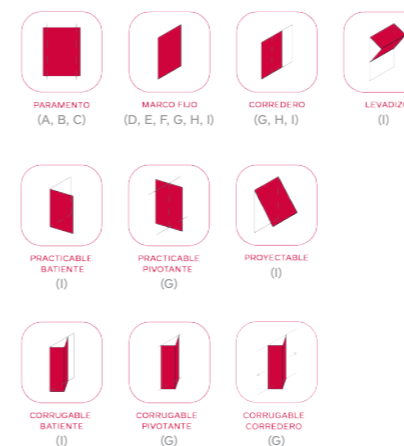 PARAMENTO
(A, B, C)
MARCO FIJO
(D, E, F, G, H, I)
CORREDERO
(G, H, I)
LEVADIZO
(I)
PRACTICABLE
BATIENTE
(I)
PRACTICABLE
PIVOTANTE
(G)
PROYECTABLE
(I)
CORRUGABLE
BATIENTE
(I)
CORRUGABLE
PIVOTANTE
(G)
CORRUGABLE
CORREDERO
(G)